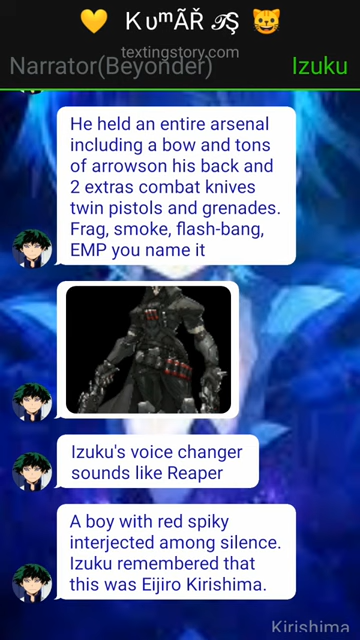 💛 KυᵐÃŘ 𝒯Ş 😺
textingstory.com
Narrator(Beyonder)
Izuku
He held an entire arsenal
including a bow and tons
of arrowson his back and
2 extras combat knives
twin pistols and grenades.
Frag, smoke, flash-bang,
EMP you name it
Izuku's voice changer
sounds like Reaper
A boy with red spiky
interjected among silence.
Izuku remembered that
this was Eijiro Kirishima.
Kirishima